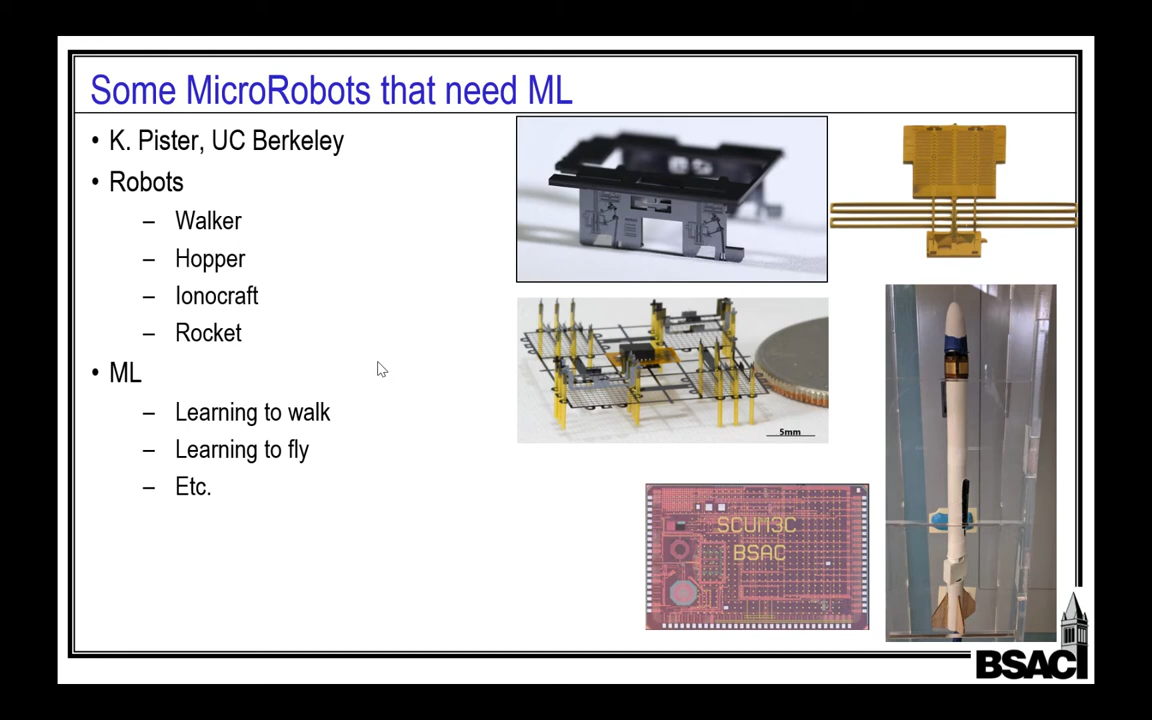 Some MicroRobots that need ML
• K. Pister, UC Berkeley
• Robots
– Walker
– Hopper
– Ionocraft
– Rocket
• ML
– Learning to walk
– Learning to fly
– Etc.
5mm
SCUM3C
BSAC
BSAC